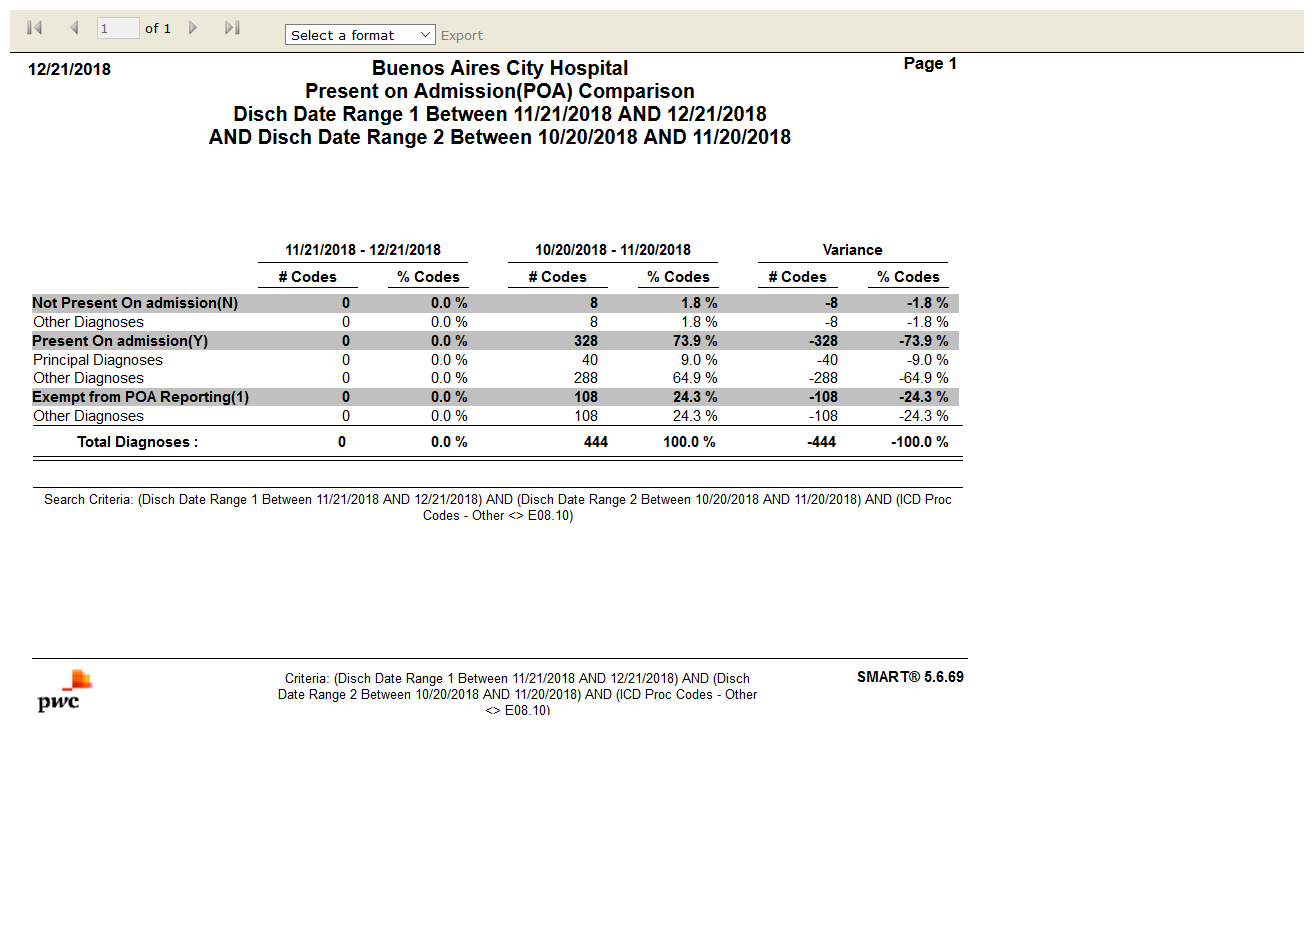 1 of 1 Select a format Export
12/21/2018 Buenos Aires City Hospital Page 1
Present on Admission(POA) Comparison
Disch Date Range 1 Between 11/21/2018 AND 12/21/2018
AND Disch Date Range 2 Between 10/20/2018 AND 11/20/2018
11/21/2018 - 12/21/2018 10/20/2018 - 11/20/2018 Variance
# Codes % Codes # Codes % Codes # Codes % Codes
Not Present On admission(N) 0 0.0 % 8 1.8 % -8 -1.8 %
Other Diagnoses 0 0.0 % 8 1.8 % -8 -1.8 %
Present On admission(Y) 0 0.0 % 328 73.9 % -328 -73.9 %
Principal Diagnoses 0 0.0 % 40 9.0 % -40 -9.0 %
Other Diagnoses 0 0.0 % 288 64.9 % -288 -64.9 %
Exempt from POA Reporting(1) 0 0.0 % 108 24.3 % -108 -24.3 %
Other Diagnoses 0 0.0 % 108 24.3 % -108 -24.3 %
Total Diagnoses : 0 0.0 % 444 100.0 % -444 -100.0 %
Search Criteria: (Disch Date Range 1 Between 11/21/2018 AND 12/21/2018) AND (Disch Date Range 2 Between 10/20/2018 AND 11/20/2018) AND (ICD Proc
Codes - Other <> E08.10)
Criteria: (Disch Date Range 1 Between 11/21/2018 AND 12/21/2018) AND (Disch SMART® 5.6.69
Date Range 2 Between 10/20/2018 AND 11/20/2018) AND (ICD Proc Codes - Other
<> E08.10)
pwc